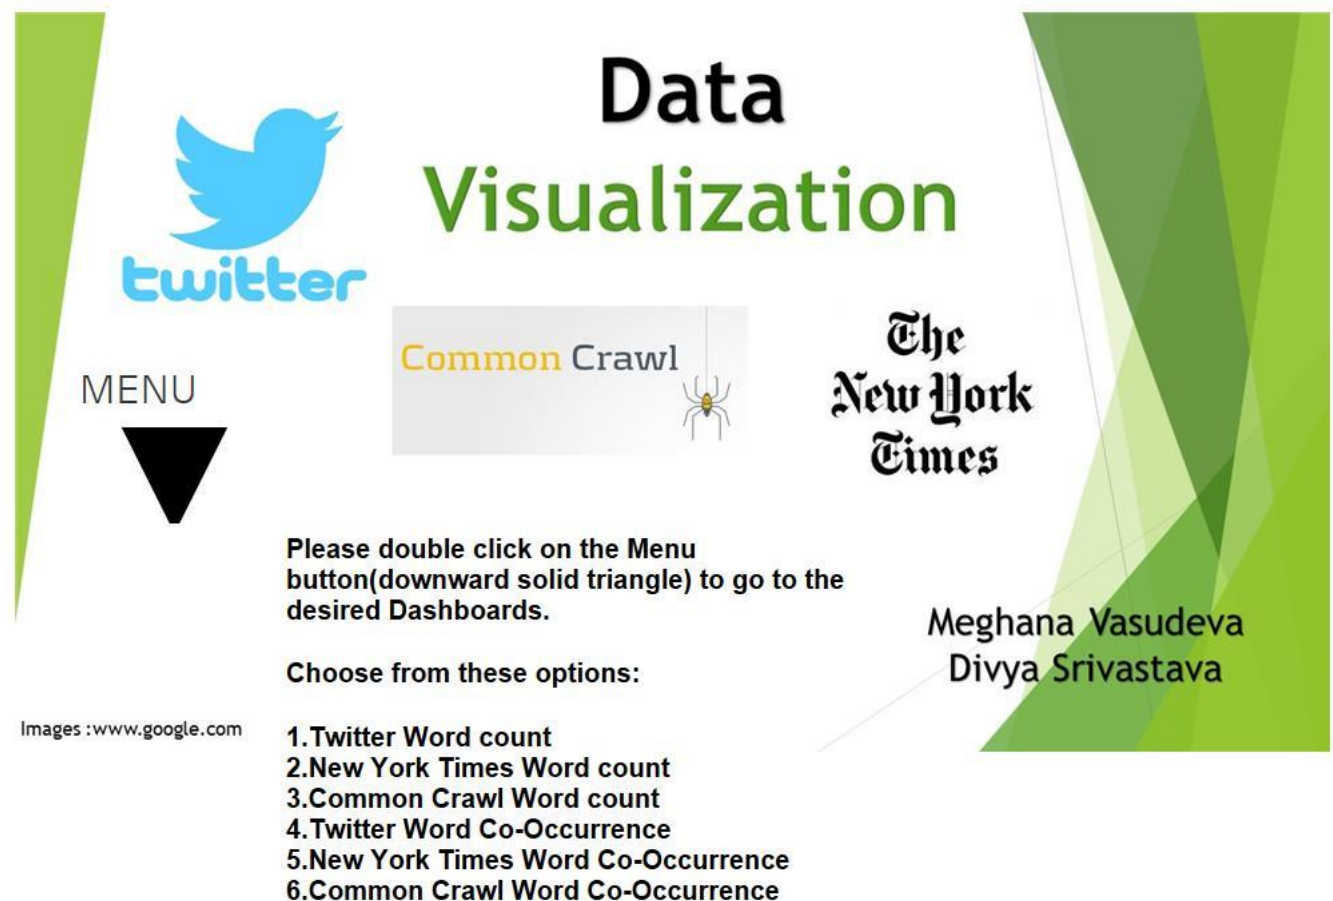 Data
Visualization
twitter
Common Crawl
The
New York
Times
MENU
Please double click on the Menu
button(downward solid triangle) to go to the
desired Dashboards.
Choose from these options:
1.Twitter Word count
2.New York Times Word count
3.Common Crawl Word count
4.Twitter Word Co-Occurrence
5.New York Times Word Co-Occurrence
6.Common Crawl Word Co-Occurrence
Meghana Vasudeva
Divya Srivastava
Images :www.google.com